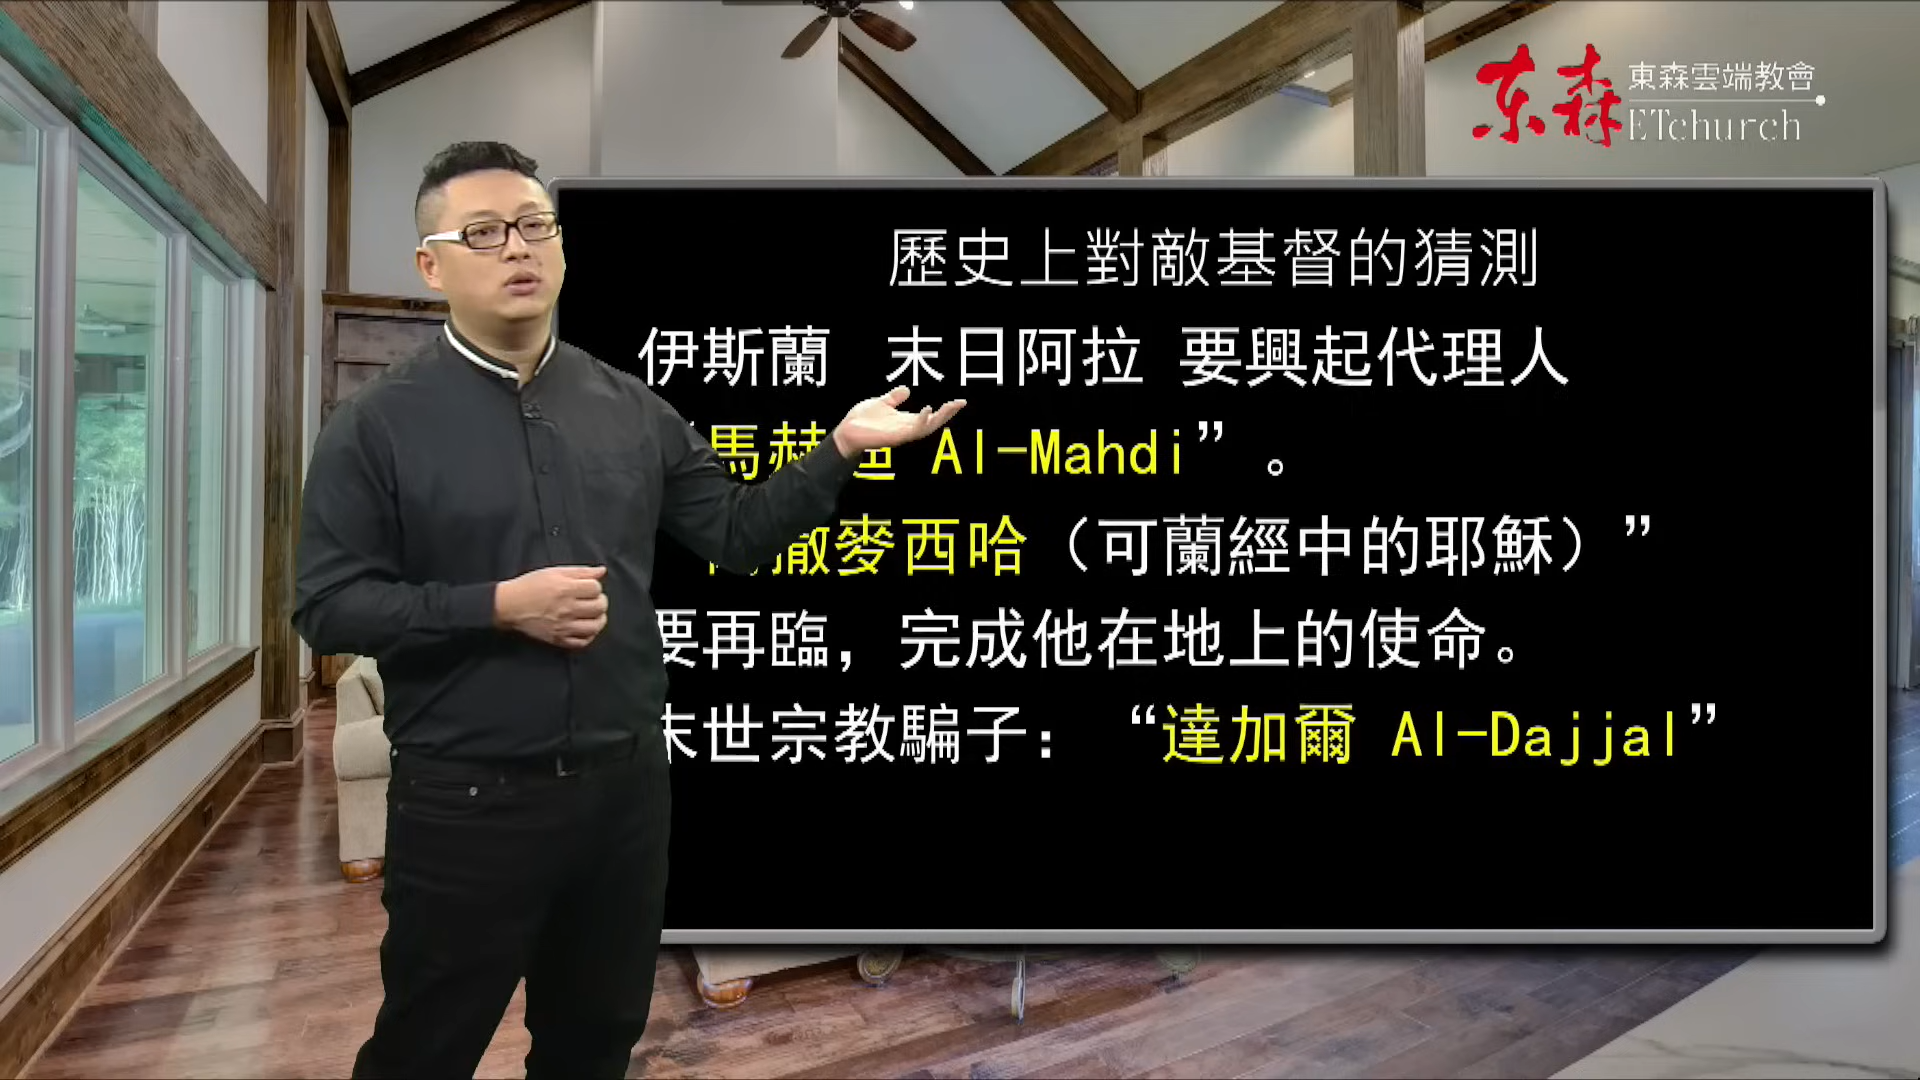 东森
東森雲端教會
ETchurch
歷史上對敵基督的猜測
伊斯蘭 末日阿拉 要興起代理人
馬赫 Al-Mahdi”。
撒麥西哈（可蘭經中的耶穌）”
要再臨，完成他在地上的使命。
末世宗教騙子：“達加爾 Al-Dajjal”